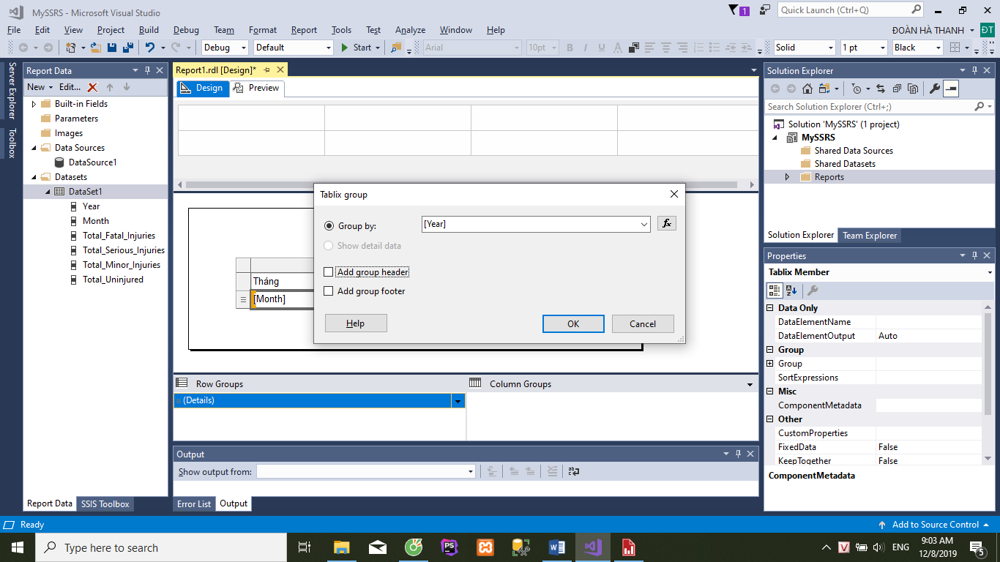 MySSRS - Microsoft Visual Studio
1
Quick Launch (Ctrl+Q)
File Edit View Project Build Debug Team Format Report Tools Test Analyze Window Help
ĐOÀN HÀ THANH
ĐT
Debug
Default
Start
Arial
10pt
B I U A
Solid
1 pt
Black
Server Explorer
Toolbox
Report Data
New
Edit...
Built-in Fields
Parameters
Images
Data Sources
DataSource1
Datasets
DataSet1
Year
Month
Total_Fatal_Injuries
Total_Serious_Injuries
Total_Minor_Injuries
Total_Uninjured
Report Data
SSIS Toolbox
Report1.rdl [Design]*
Design
Preview
Tháng
[Month]
Tablix group
Group by:
[Year]
fx
Show detail data
Add group header
Add group footer
Help
OK
Cancel
Row Groups
Column Groups
(Details)
Output
Show output from:
Error List
Output
Solution Explorer
Search Solution Explorer (Ctrl+;)
Solution 'MySSRS' (1 project)
MySSRS
Shared Data Sources
Shared Datasets
Reports
Solution Explorer
Team Explorer
Properties
Tablix Member
Data Only
DataElementName
DataElementOutput Auto
Group
Group
SortExpressions
Misc
ComponentMetadata
Other
CustomProperties
FixedData False
KeepTogether False
ComponentMetadata
Ready
Add to Source Control
Type here to search
PS
V
ENG
9:03 AM
12/8/2019
5